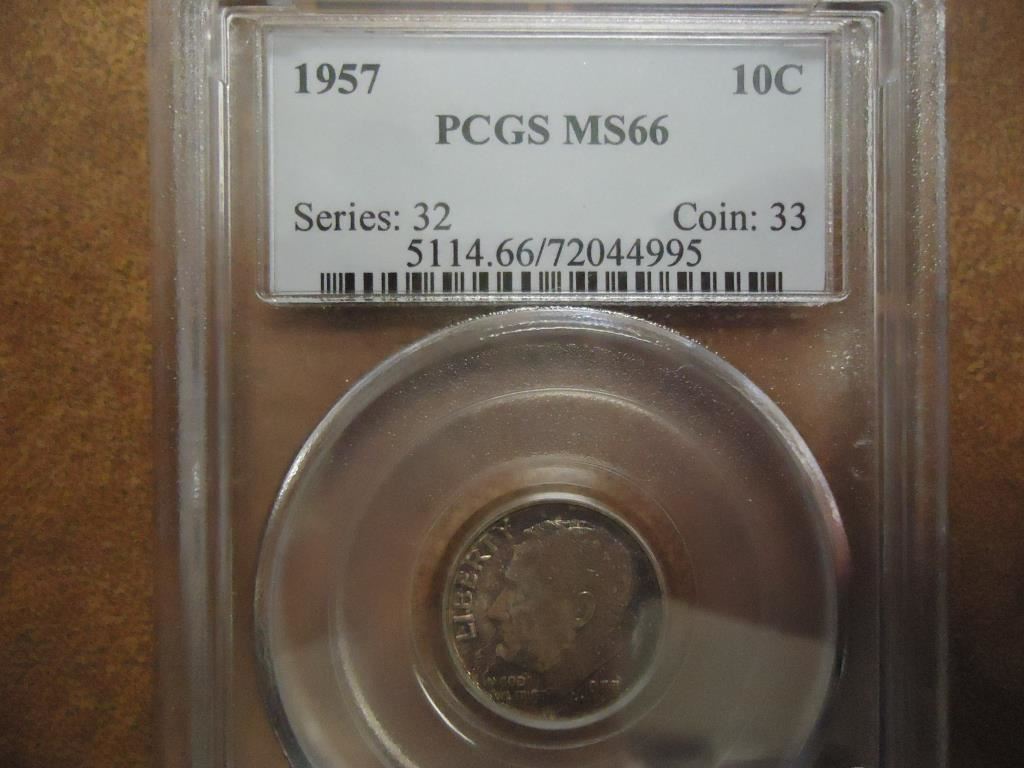 1957 10C
PCGS MS66
Series: 32 Coin: 33
5114.66/72044995
LIBERTY